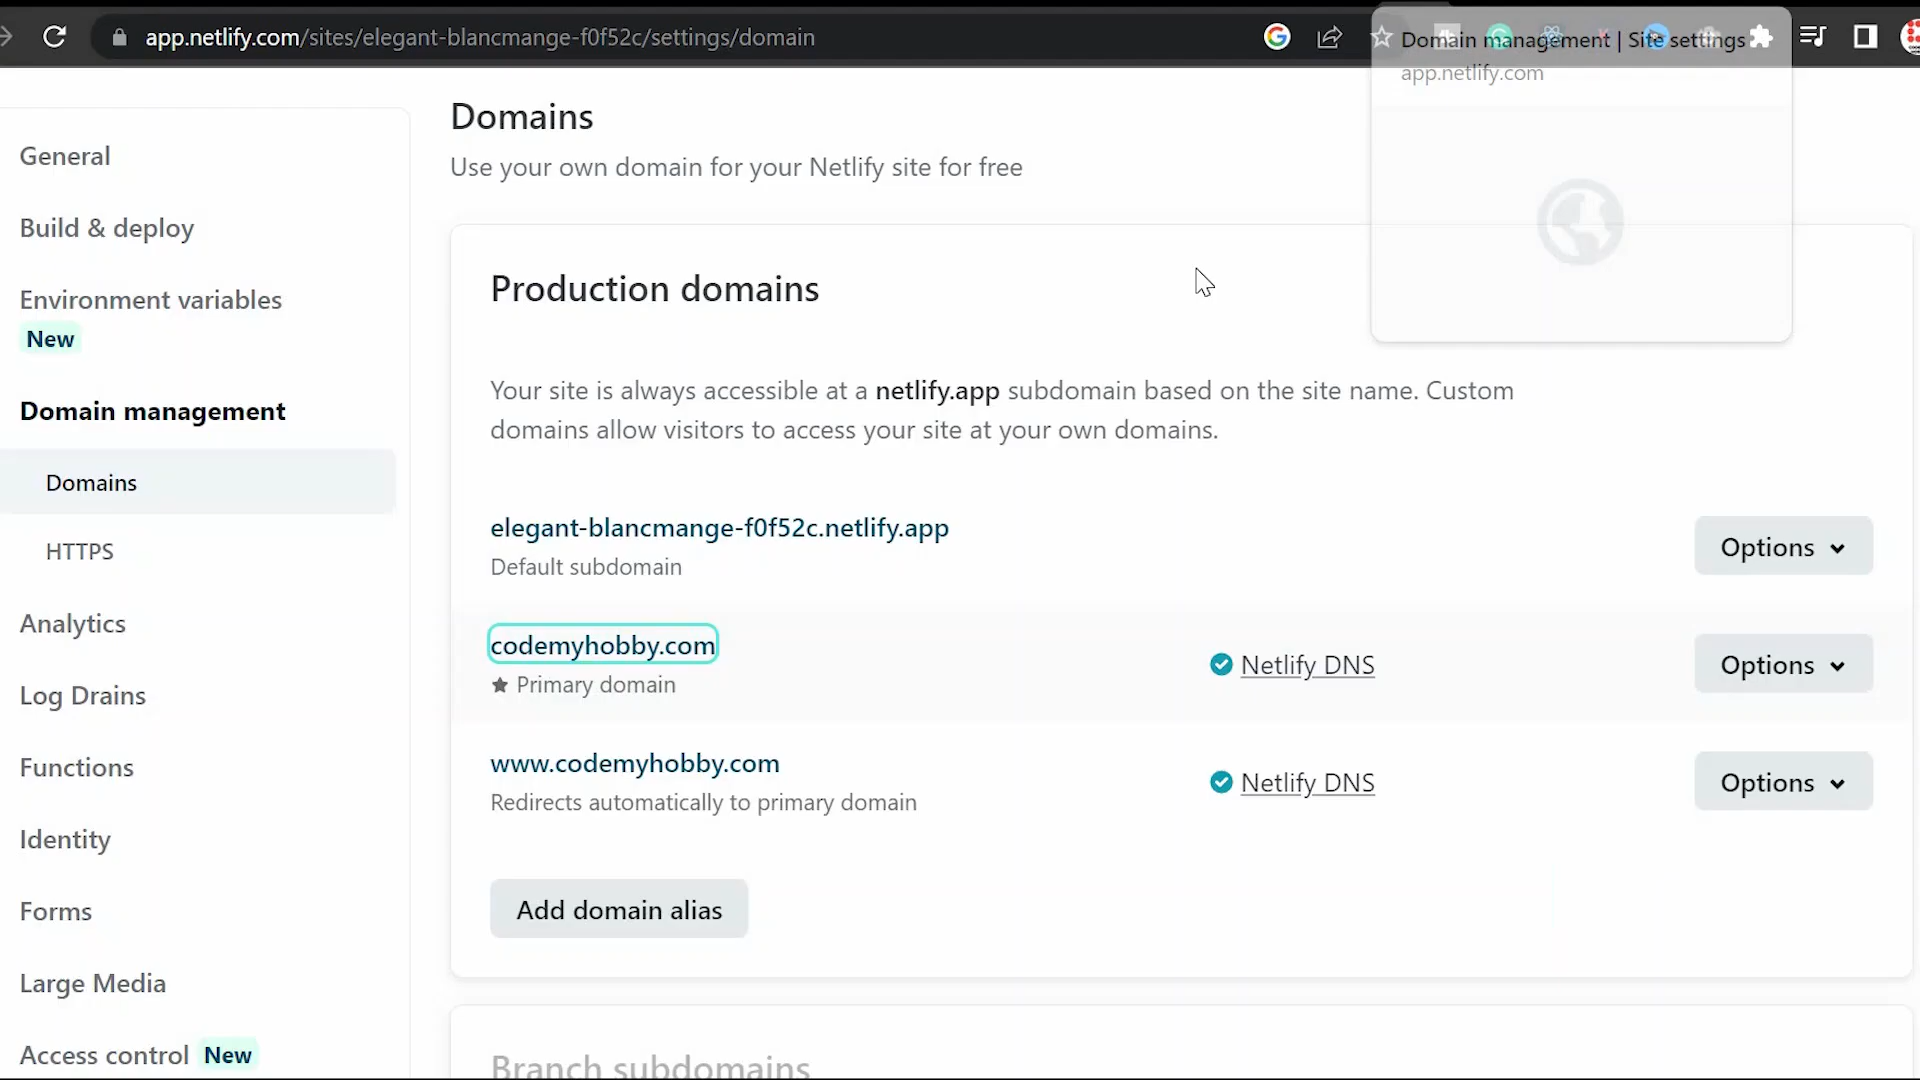 app.netlify.com/sites/elegant-blancmange-f0f52c/settings/domain
Domain management | Site settings
app.netlify.com
General
Build & deploy
Environment variables
New
Domain management
Domains
HTTPS
Analytics
Log Drains
Functions
Identity
Forms
Large Media
Access control New
Domains
Use your own domain for your Netlify site for free
Production domains
Your site is always accessible at a netlify.app subdomain based on the site name. Custom
domains allow visitors to access your site at your own domains.
elegant-blancmange-f0f52c.netlify.app
Default subdomain
Options
codemyhobby.com
Primary domain
Netlify DNS
Options
www.codemyhobby.com
Redirects automatically to primary domain
Netlify DNS
Options
Add domain alias
Branch subdomains